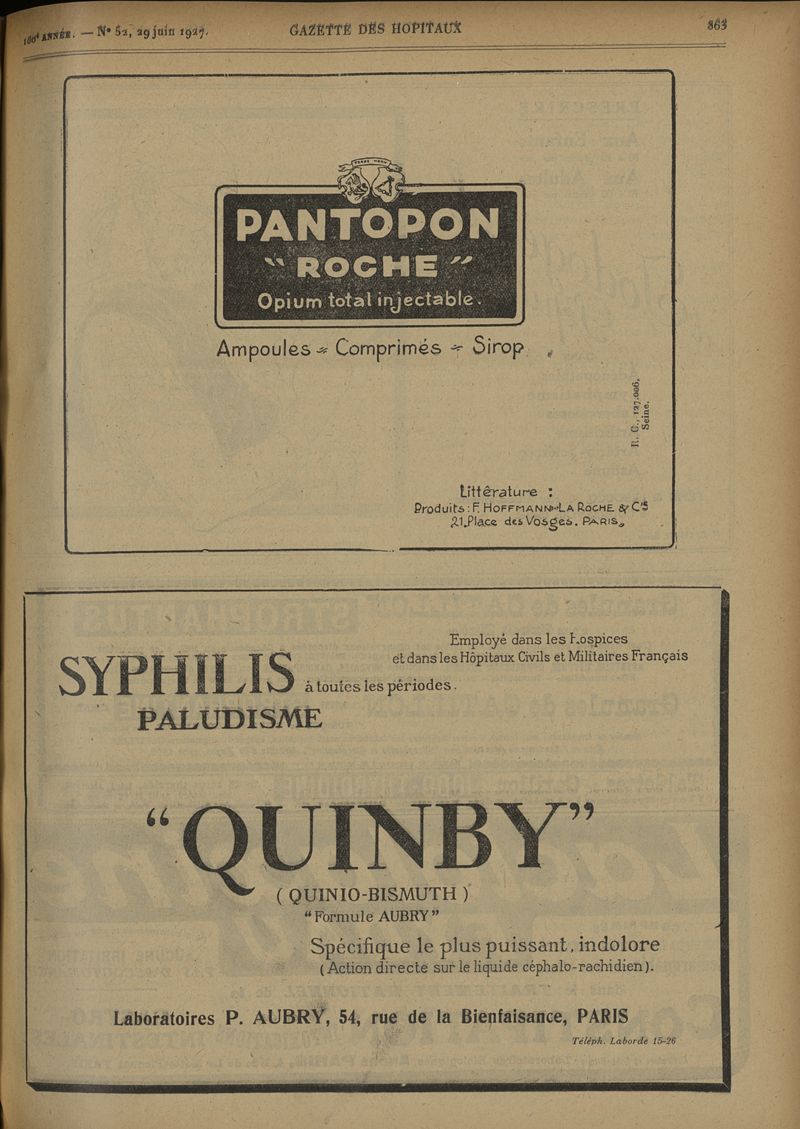 100e ANNÉE. — N° 52, 29 juin 1927. GAZETTE DES HOPITAUX 863
PANTOPON
"ROCHE"
Opium total injectable.
Ampoules - Comprimés - Sirop
R. C., 127.006, Seine.
Littérature :
Produits : F. HOFFMANN-LA ROCHE & Cie
21, Place des Vosges. PARIS
Employé dans les Hospices
et dans les Hôpitaux Civils et Militaires Français
SYPHILIS à toutes les périodes.
PALUDISME
"QUINBY"
(QUINIO-BISMUTH)
"Formule AUBRY"
Spécifique le plus puissant, indolore
(Action directe sur le liquide céphalo-rachidien).
Laboratoires P. AUBRY, 54, rue de la Bienfaisance, PARIS
Téléph. Laborde 15-26